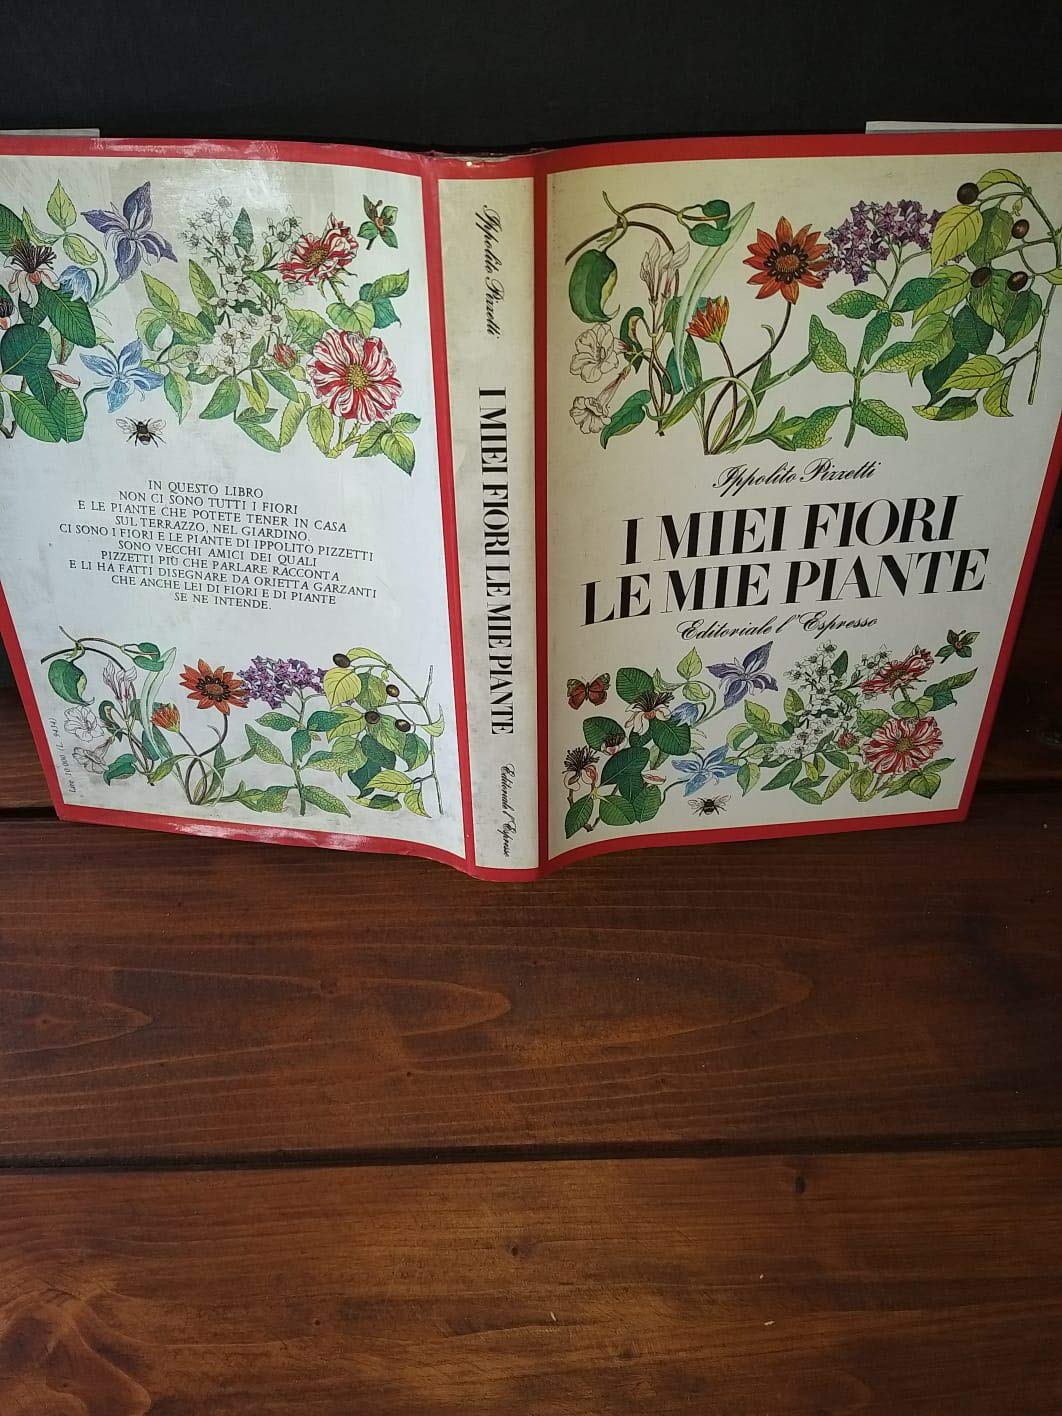 IN QUESTO LIBRO
NON CI SONO TUTTI I FIORI
E LE PIANTE CHE POTETE TENER IN CASA
SUL TERRAZZO, NEL GIARDINO.
CI SONO I FIORI E LE PIANTE DI IPPOLITO PIZZETTI
SONO VECCHI AMICI DEI QUALI
PIZZETTI PIÙ CHE PARLARE RACCONTA
E LI HA FATTI DISEGNARE DA ORIETTA GARZANTI
CHE ANCHE LEI DI FIORI E DI PIANTE
SE NE INTENDE.
Ippolito Pizzetti
I MIEI FIORI LE MIE PIANTE
Editoriale l'Espresso
Ippolito Pizzetti
I MIEI FIORI
LE MIE PIANTE
Editoriale l'Espresso